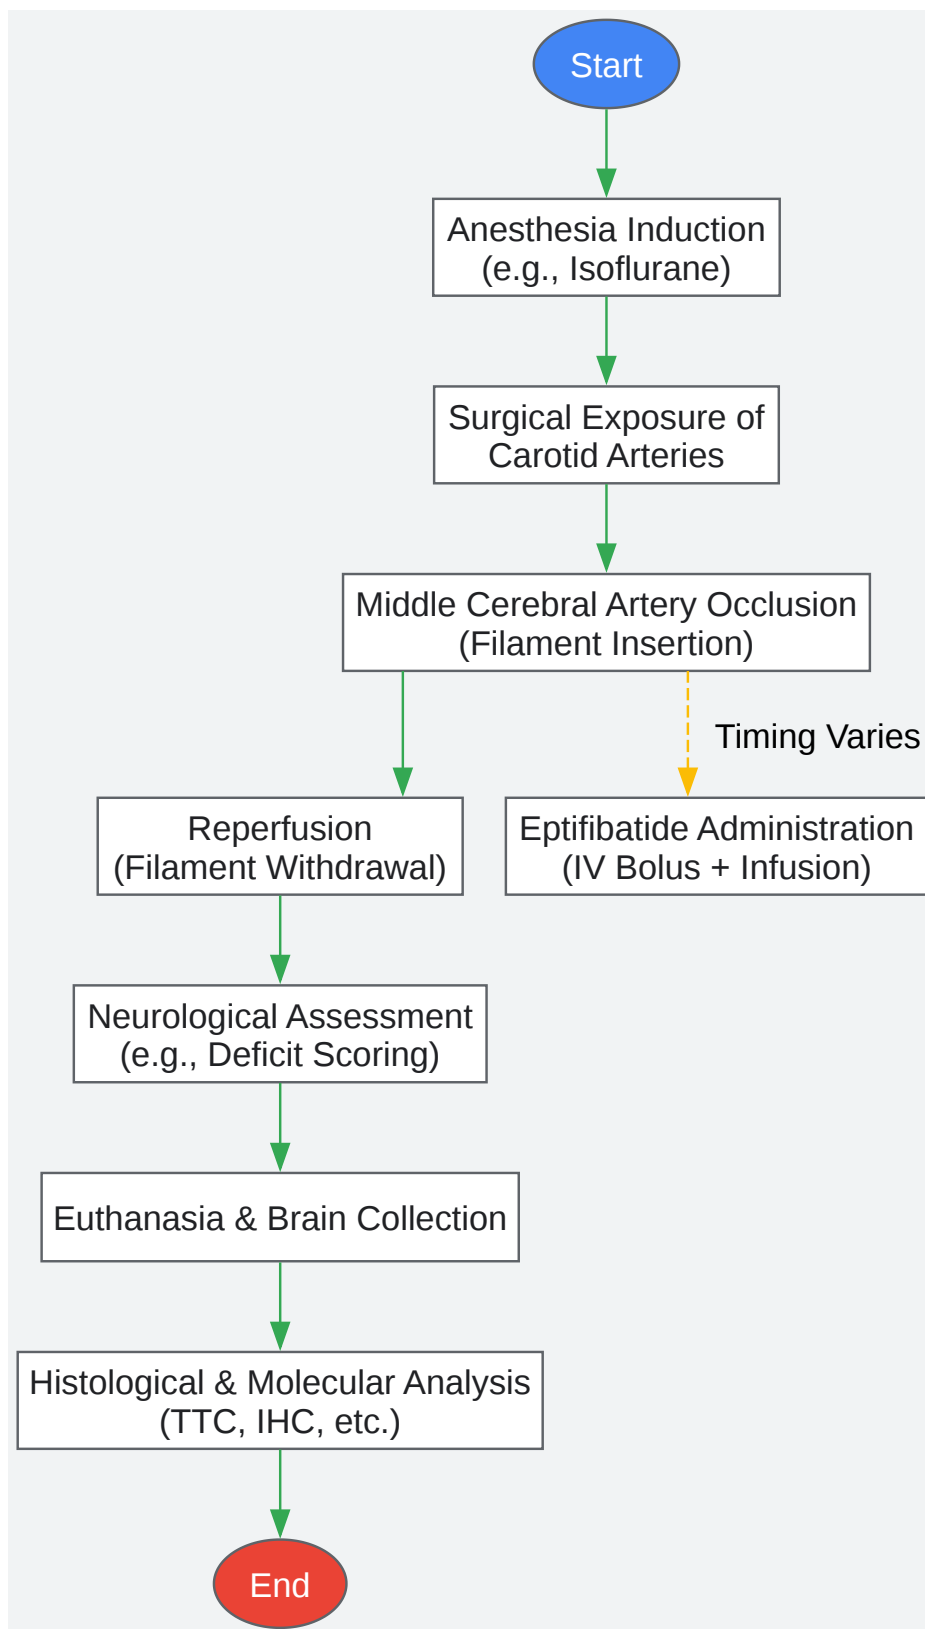 Start
Anesthesia Induction
(e.g., Isoflurane)
Surgical Exposure of
Carotid Arteries
Middle Cerebral Artery Occlusion
(Filament Insertion)
Timing Varies
Reperfusion
(Filament Withdrawal)
Eptifibatide Administration
(IV Bolus + Infusion)
Neurological Assessment
(e.g., Deficit Scoring)
Euthanasia & Brain Collection
Histological & Molecular Analysis
(TTC, IHC, etc.)
End